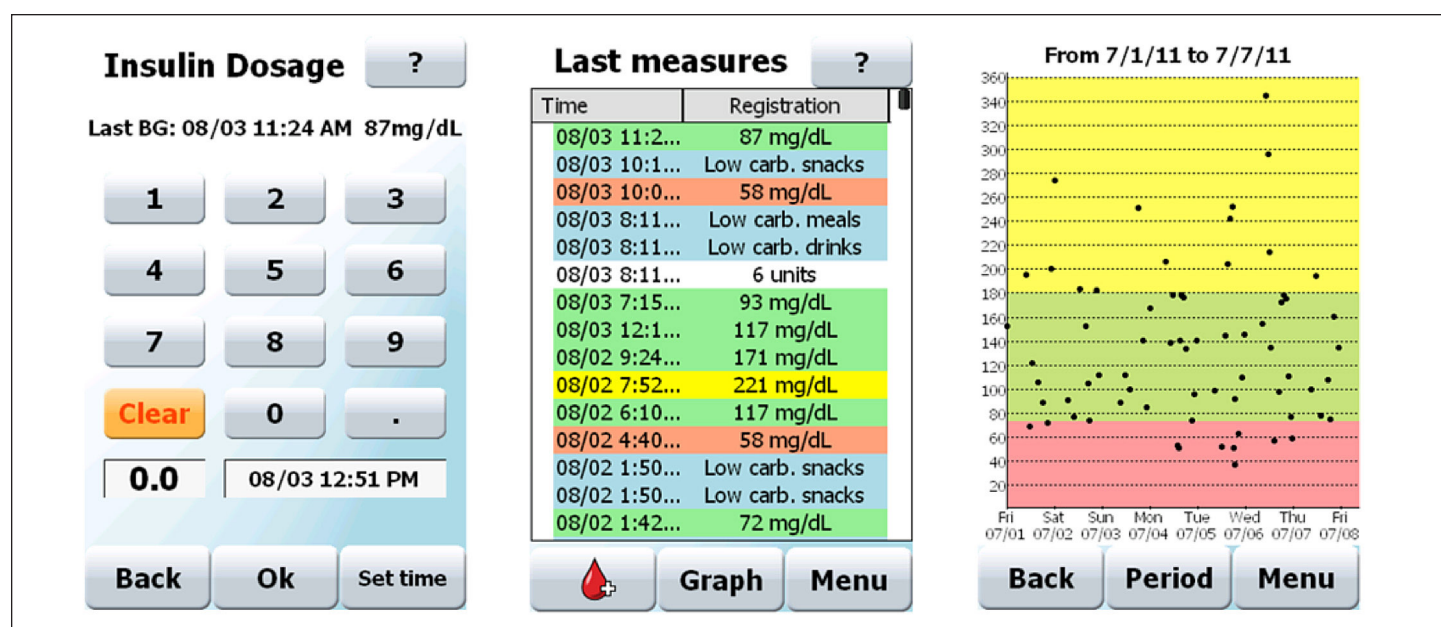 Insulin Dosage ?
Last BG: 08/03 11:24 AM 87mg/dL
1 2 3
4 5 6
7 8 9
Clear 0 .
0.0 08/03 12:51 PM
Back Ok Set time
Last measures ?
Time Registration
08/03 11:2... 87 mg/dL
08/03 10:1... Low carb. snacks
08/03 10:0... 58 mg/dL
08/03 8:11... Low carb. meals
08/03 8:11... Low carb. drinks
08/03 8:11... 6 units
08/03 7:15... 93 mg/dL
08/03 12:1... 117 mg/dL
08/02 9:24... 171 mg/dL
08/02 7:52... 221 mg/dL
08/02 6:10... 117 mg/dL
08/02 4:40... 58 mg/dL
08/02 1:50... Low carb. snacks
08/02 1:50... Low carb. snacks
08/02 1:42... 72 mg/dL
Graph Menu
From 7/1/11 to 7/7/11
360
340
320
300
280
260
240
220
200
180
160
140
120
100
80
60
40
20
Fri Sat Sun Mon Tue Wed Thu Fri
07/01 07/02 07/03 07/04 07/05 07/06 07/07 07/08
Back Period Menu